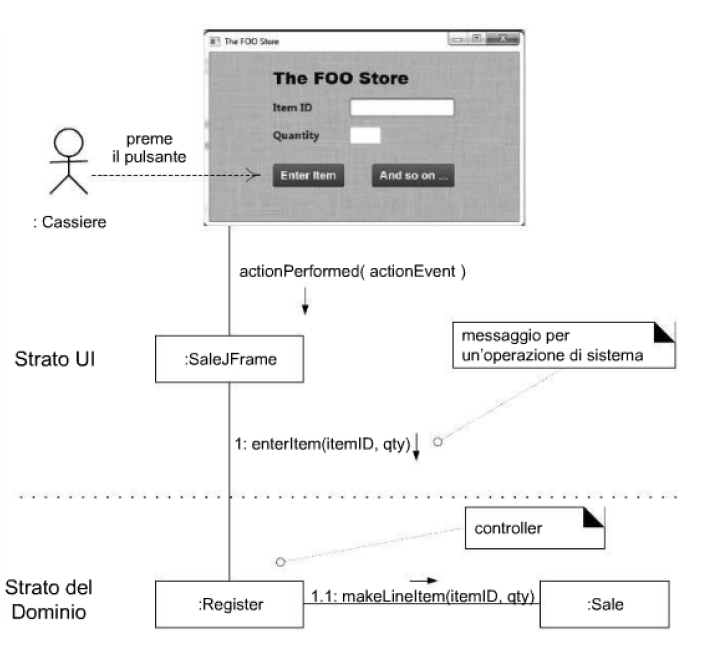 The FOO Store
The FOO Store
Item ID
Quantity
Enter Item
And so on ...
preme
il pulsante
: Cassiere
actionPerformed( actionEvent )
messaggio per
un'operazione di sistema
Strato UI
:SaleJFrame
1: enterItem(itemID, qty)
controller
Strato del
Dominio
:Register
1.1: makeLineItem(itemID, qty)
:Sale